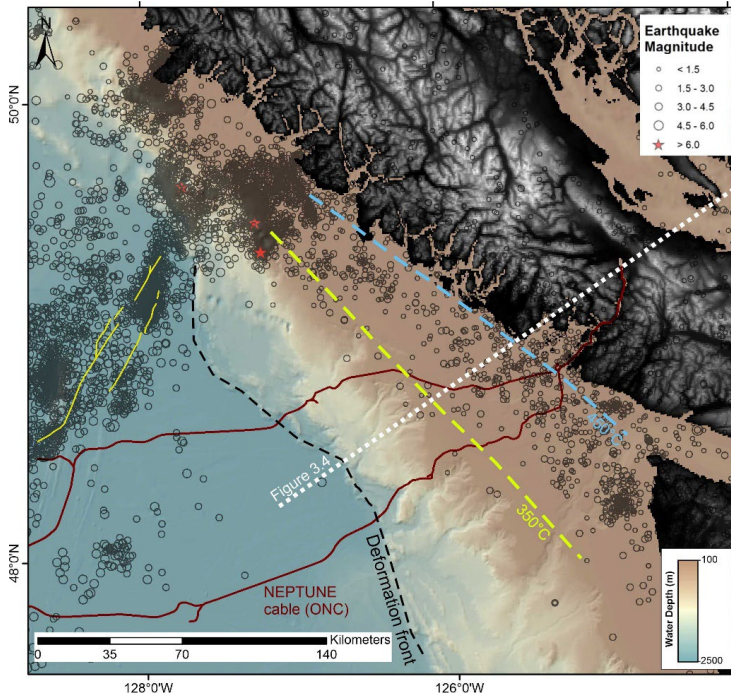 Earthquake
Magnitude
< 1.5
1.5 - 3.0
3.0 - 4.5
4.5 - 6.0
> 6.0
N
50°N
48°N
Figure 3.4
450°C
350°C
Deformation front
NEPTUNE
cable (ONC)
Kilometers
0 35 70 140
Water Depth (m)
100
2500
128°0'W
126°0'W